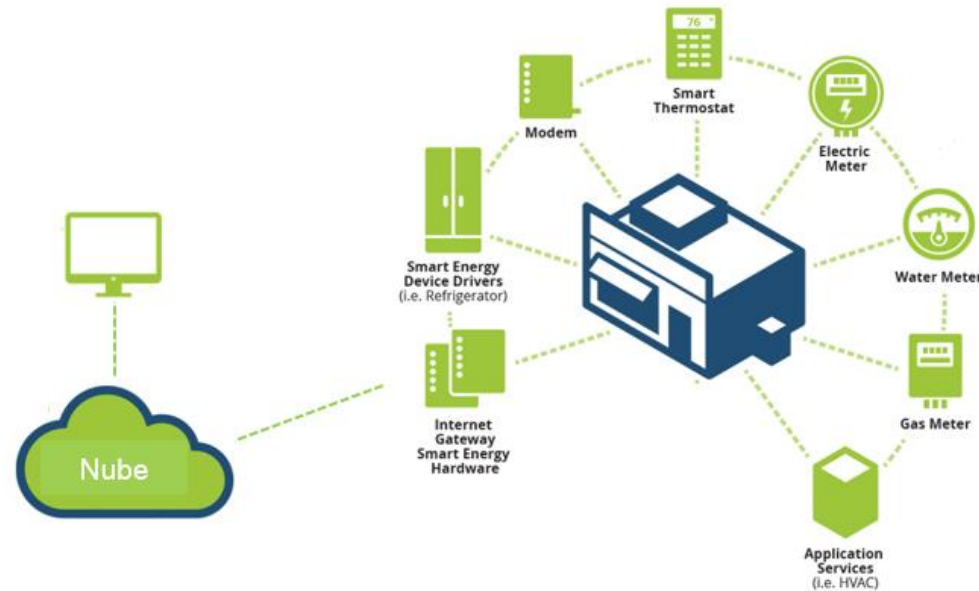 76
Smart
Thermostat
Modem
Electric
Meter
Smart Energy
Device Drivers
(i.e. Refrigerator)
Water Meter
Internet
Gateway
Smart Energy
Hardware
Gas Meter
Nube
Application
Services
(i.e. HVAC)